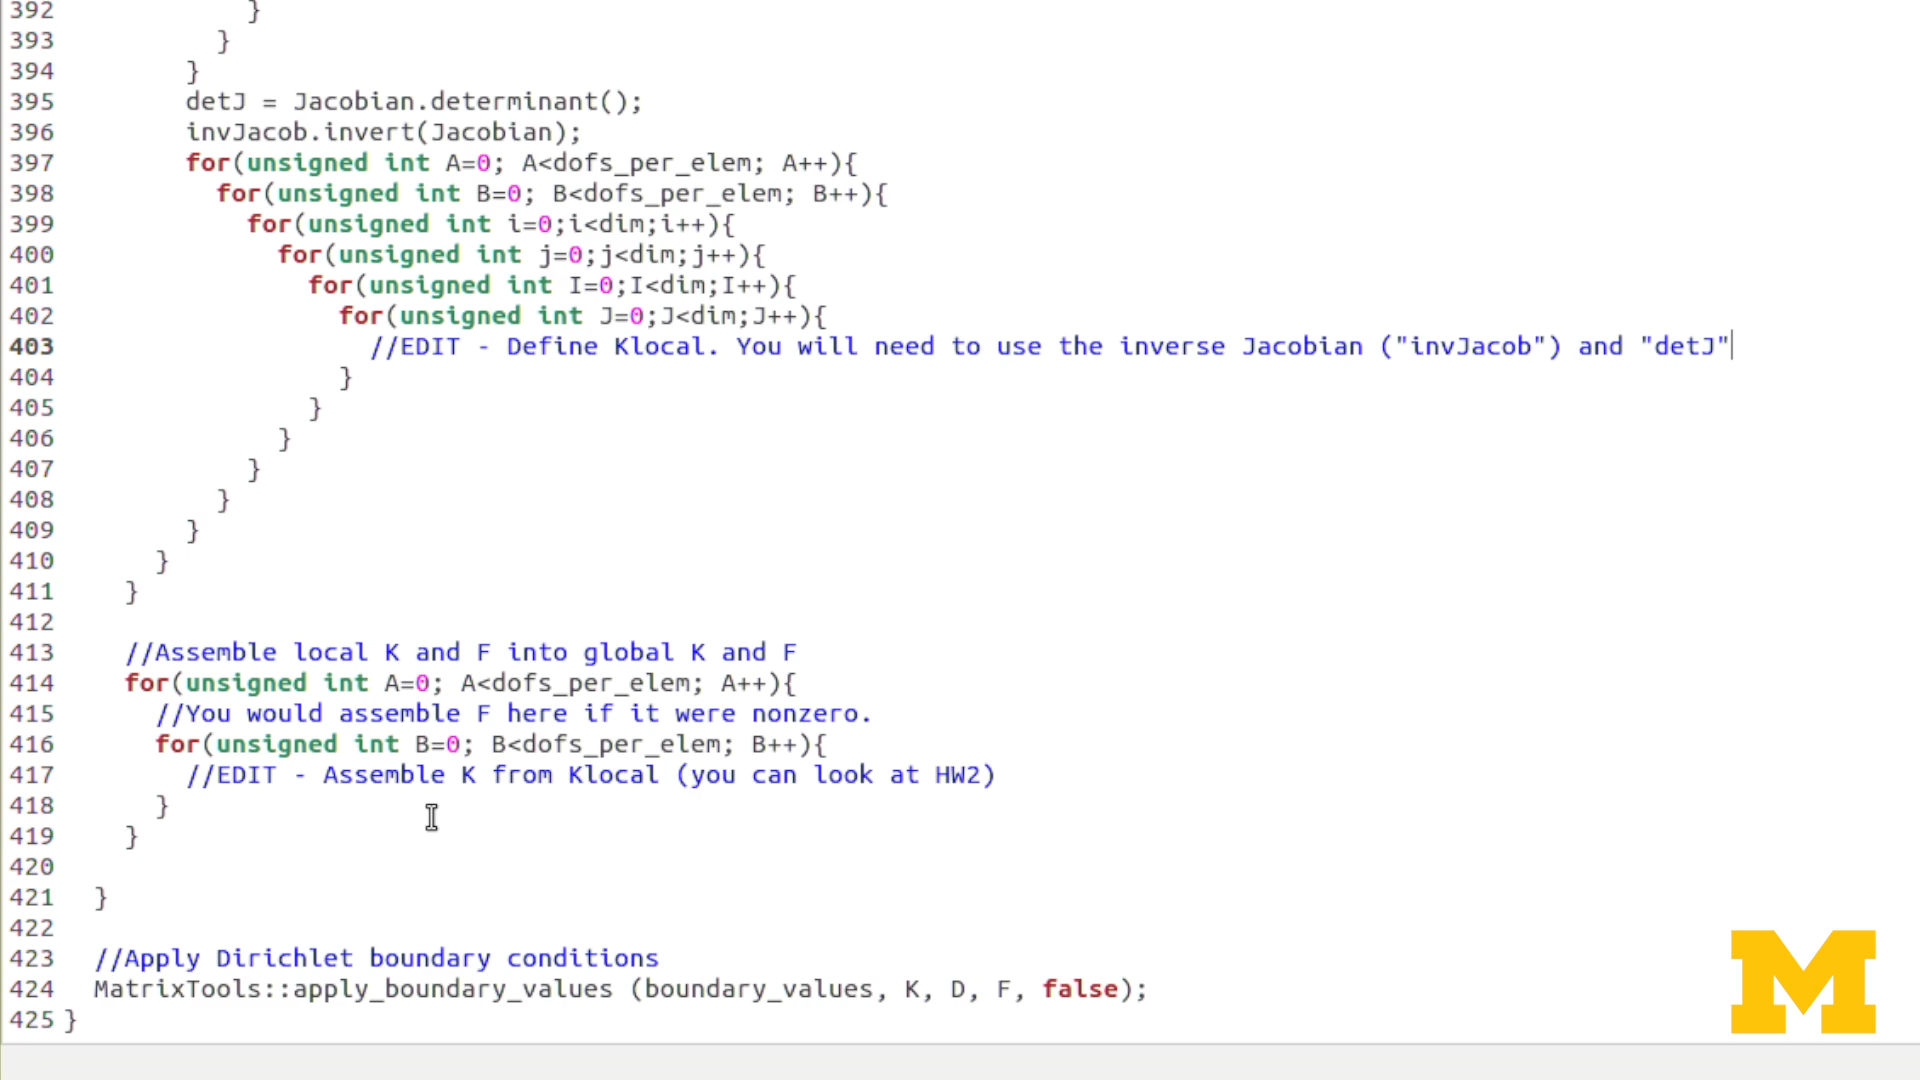 392 }
393 }
394 }
395 detJ = Jacobian.determinant();
396 invJacob.invert(Jacobian);
397 for(unsigned int A=0; A<dofs_per_elem; A++){
398 for(unsigned int B=0; B<dofs_per_elem; B++){
399 for(unsigned int i=0;i<dim;i++){
400 for(unsigned int j=0;j<dim;j++){
401 for(unsigned int I=0;I<dim;I++){
402 for(unsigned int J=0;J<dim;J++){
403 //EDIT - Define Klocal. You will need to use the inverse Jacobian ("invJacob") and "detJ"
404 }
405 }
406 }
407 }
408 }
409 }
410 }
411 }
412
413 //Assemble local K and F into global K and F
414 for(unsigned int A=0; A<dofs_per_elem; A++){
415 //You would assemble F here if it were nonzero.
416 for(unsigned int B=0; B<dofs_per_elem; B++){
417 //EDIT - Assemble K from Klocal (you can look at HW2)
418 }
419 }
420
421 }
422
423 //Apply Dirichlet boundary conditions
424 MatrixTools::apply_boundary_values (boundary_values, K, D, F, false);
425 }
M